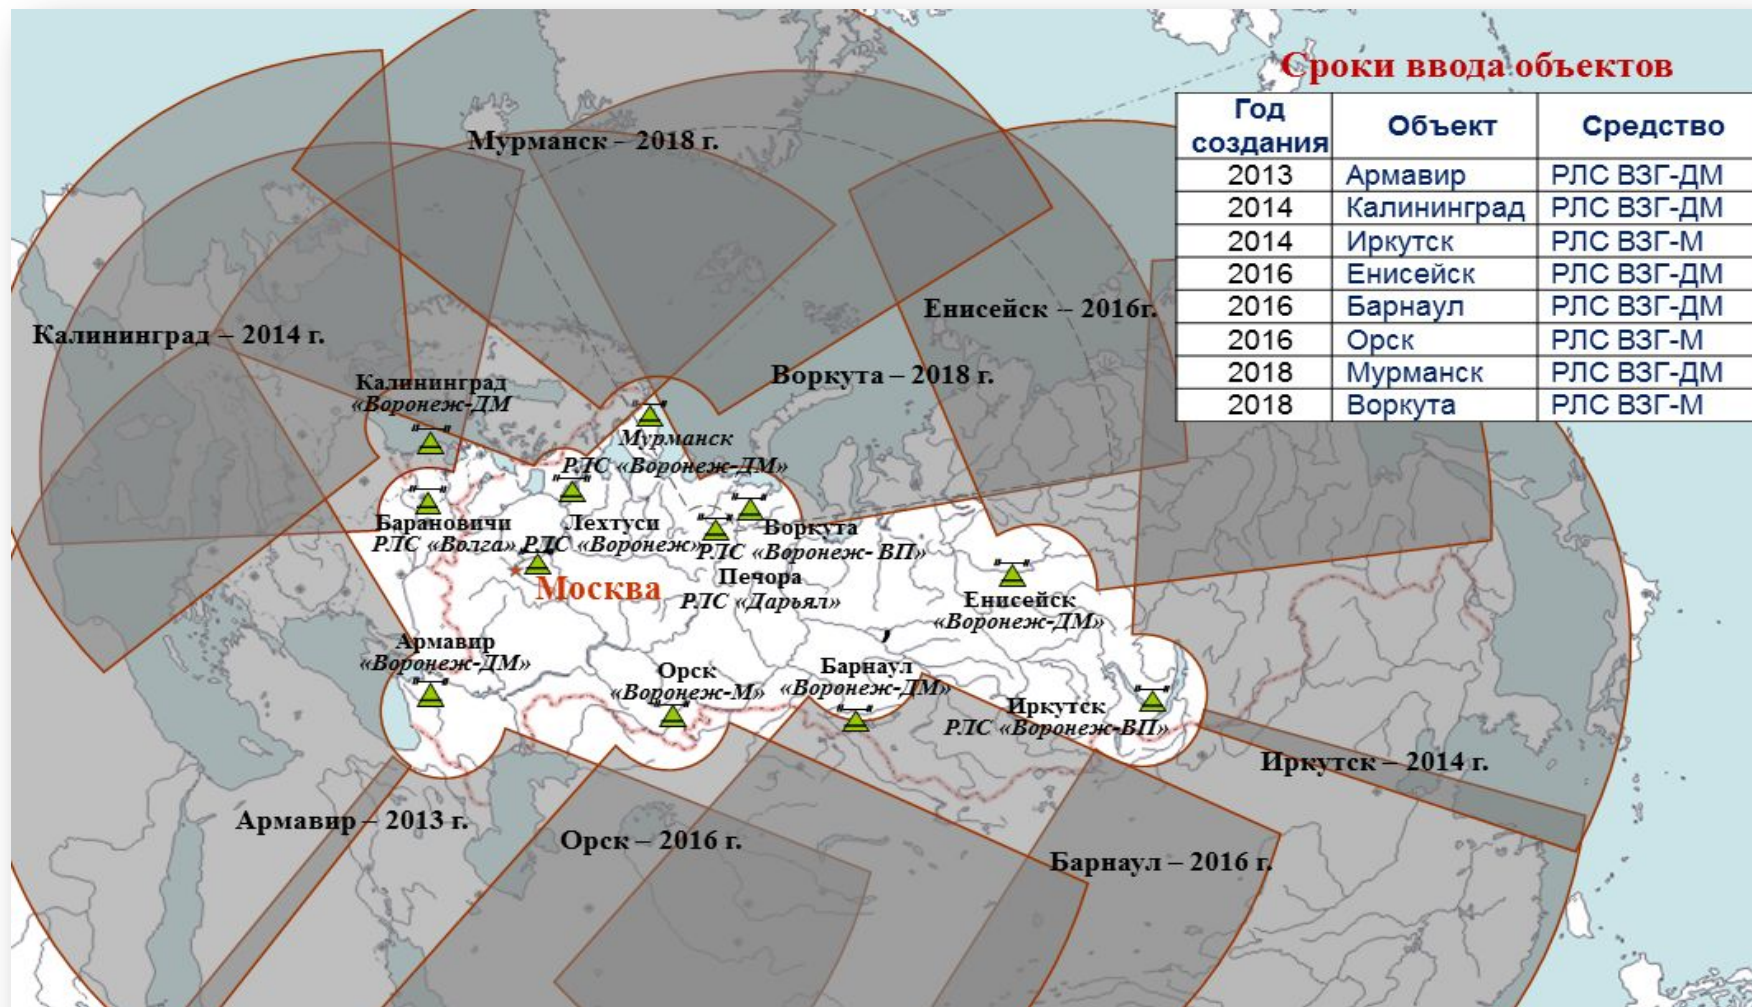 Сроки ввода объектов
Год создания Объект Средство
2013 Армавир РЛС ВЗГ-ДМ
2014 Калининград РЛС ВЗГ-ДМ
2014 Иркутск РЛС ВЗГ-М
2016 Енисейск РЛС ВЗГ-ДМ
2016 Барнаул РЛС ВЗГ-ДМ
2016 Орск РЛС ВЗГ-М
2018 Мурманск РЛС ВЗГ-ДМ
2018 Воркута РЛС ВЗГ-М
Мурманск – 2018 г.
Енисейск – 2016г.
Калининград – 2014 г.
Воркута – 2018 г.
Калининград
«Воронеж-ДМ
Мурманск
РЛС «Воронеж-ДМ»
Барановичи
РЛС «Волга»
Лехтуси
РЛС «Воронеж»
Воркута
РЛС «Воронеж- ВП»
Печора
РЛС «Дарьял»
Москва
Енисейск
«Воронеж-ДМ»
,
Армавир
«Воронеж-ДМ»
Орск
«Воронеж-М»
Барнаул
«Воронеж-ДМ»
Иркутск
РЛС «Воронеж-ВП»
Иркутск – 2014 г.
Армавир – 2013 г.
Орск – 2016 г.
Барнаул – 2016 г.